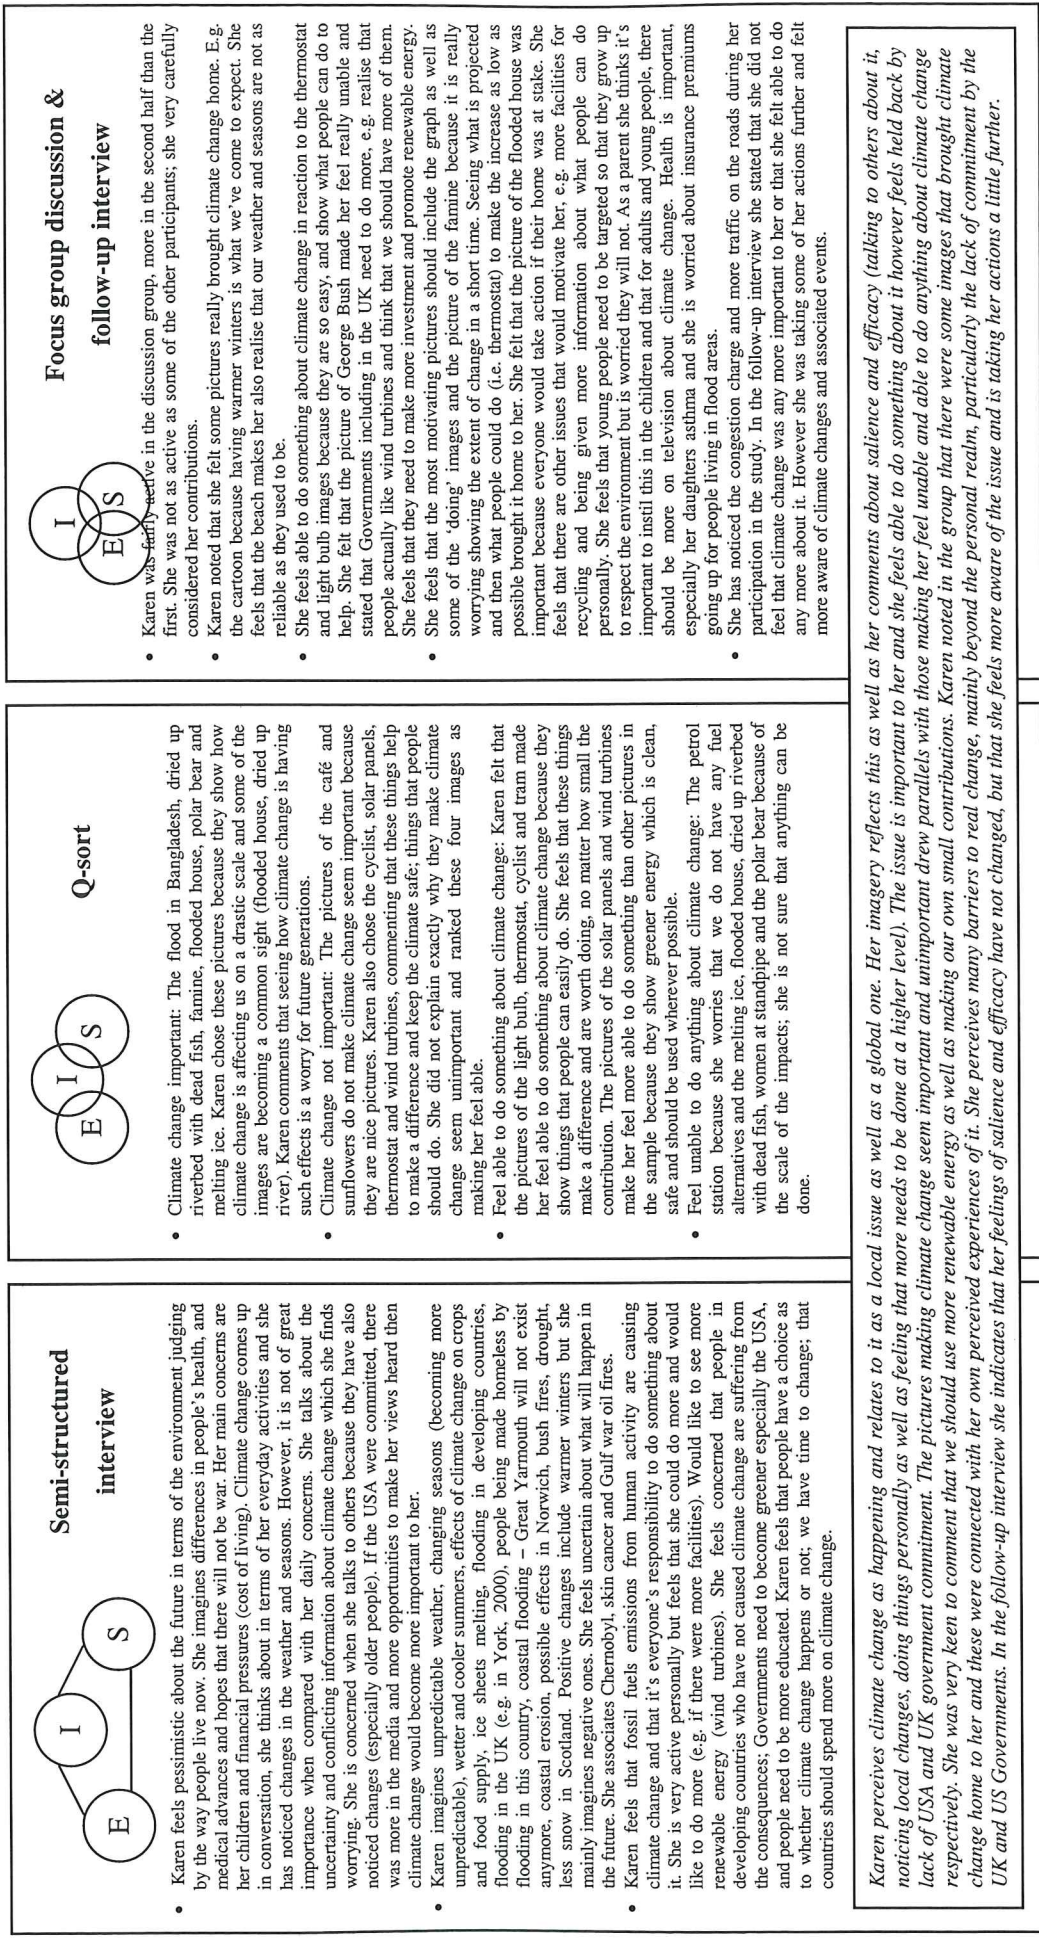 Semi-structured
interview
E
I
S
• Karen feels pessimistic about the future in terms of the environment judging
by the way people live now. She imagines differences in people's health, and
medical advances and hopes that there will not be war. Her main concerns are
her children and financial pressures (cost of living). Climate change comes up
in conversation, she thinks about in terms of her everyday activities and she
has noticed changes in the weather and seasons. However, it is not of great
importance when compared with her daily concerns. She talks about the
uncertainty and conflicting information about climate change which she finds
worrying. She is concerned when she talks to others because they have also
noticed changes (especially older people). If the USA were committed, there
was more in the media and more opportunities to make her views heard then
climate change would become more important to her.
• Karen imagines unpredictable weather, changing seasons (becoming more
unpredictable), wetter and cooler summers, effects of climate change on crops
and food supply, ice sheets melting, flooding in developing countries,
flooding in the UK (e.g. in York, 2000), people being made homeless by
flooding in this country, coastal flooding – Great Yarmouth will not exist
anymore, coastal erosion, possible effects in Norwich, bush fires, drought,
less snow in Scotland. Positive changes include warmer winters but she
mainly imagines negative ones. She feels uncertain about what will happen in
the future. She associates Chernobyl, skin cancer and Gulf war oil fires.
• Karen feels that fossil fuels emissions from human activity are causing
climate change and that it's everyone's responsibility to do something about
it. She is very active personally but feels that she could do more and would
like to do more (e.g. if there were more facilities). Would like to see more
renewable energy (wind turbines). She feels concerned that people in
developing countries who have not caused climate change are suffering from
the consequences; Governments need to become greener especially the USA,
and people need to be more educated. Karen feels that people have a choice as
to whether climate change happens or not; we have time to change; that
countries should spend more on climate change.
Q-sort
E
I
S
• Climate change important: The flood in Bangladesh, dried up
riverbed with dead fish, famine, flooded house, polar bear and
melting ice. Karen chose these pictures because they show how
climate change is affecting us on a drastic scale and some of the
images are becoming a common sight (flooded house, dried up
river). Karen comments that seeing how climate change is having
such effects is a worry for future generations.
• Climate change not important: The pictures of the café and
sunflowers do not make climate change seem important because
they are nice pictures. Karen also chose the cyclist, solar panels,
thermostat and wind turbines, commenting that these things help
to make a difference and keep the climate safe; things that people
should do. She did not explain exactly why they make climate
change seem unimportant and ranked these four images as
making her feel able.
• Feel able to do something about climate change: Karen felt that
the pictures of the light bulb, thermostat, cyclist and tram made
her feel able to do something about climate change because they
show things that people can easily do. She feels that these things
make a difference and are worth doing, no matter how small the
contribution. The pictures of the solar panels and wind turbines
make her feel more able to do something than other pictures in
the sample because they show greener energy which is clean,
safe and should be used wherever possible.
• Feel unable to do anything about climate change: The petrol
station because she worries that we do not have any fuel
alternatives and the melting ice, flooded house, dried up riverbed
with dead fish, women at standpipe and the polar bear because of
the scale of the impacts; she is not sure that anything can be
done.
Focus group discussion &
follow-up interview
I
E
S
• Karen was fairly active in the discussion group, more in the second half than the
first. She was not as active as some of the other participants; she very carefully
considered her contributions.
• Karen noted that she felt some pictures really brought climate change home. E.g.
the cartoon because having warmer winters is what we've come to expect. She
feels that the beach makes her also realise that our weather and seasons are not as
reliable as they used to be.
• She feels able to do something about climate change in reaction to the thermostat
and light bulb images because they are so easy, and show what people can do to
help. She felt that the picture of George Bush made her feel really unable and
stated that Governments including in the UK need to do more, e.g. realise that
people actually like wind turbines and think that we should have more of them.
She feels that they need to make more investment and promote renewable energy.
• She feels that the most motivating pictures should include the graph as well as
some of the 'doing' images and the picture of the famine because it is really
worrying showing the extent of change in a short time. Seeing what is projected
and then what people could do (i.e. thermostat) to make the increase as low as
possible brought it home to her. She felt that the picture of the flooded house was
important because everyone would take action if their home was at stake. She
feels that there are other issues that would motivate her, e.g. more facilities for
recycling and being given more information about what people can do
personally. She feels that young people need to be targeted so that they grow up
to respect the environment but is worried they will not. As a parent she thinks it's
important to instil this in the children and that for adults and young people, there
should be more on television about climate change. Health is important,
especially her daughters asthma and she is worried about insurance premiums
going up for people living in flood areas.
• She has noticed the congestion charge and more traffic on the roads during her
participation in the study. In the follow-up interview she stated that she did not
feel that climate change was any more important to her or that she felt able to do
any more about it. However she was taking some of her actions further and felt
more aware of climate changes and associated events.
Karen perceives climate change as happening and relates to it as a local issue as well as a global one. Her imagery reflects this as well as her comments about salience and efficacy (talking to others about it,
noticing local changes, doing things personally as well as feeling that more needs to be done at a higher level). The issue is important to her and she feels able to do something about it however feels held back by
lack of USA and UK government commitment. The pictures making climate change seem important and unimportant drew parallels with those making her feel unable and able to do anything about climate change
respectively. She was very keen to comment that we should use more renewable energy as well as making our own small contributions. Karen noted in the group that there were some images that brought climate
change home to her and these were connected with her own perceived experiences of it. She perceives many barriers to real change, mainly beyond the personal realm, particularly the lack of commitment by the
UK and US Governments. In the follow-up interview she indicates that her feelings of salience and efficacy have not changed, but that she feels more aware of the issue and is taking her actions a little further.